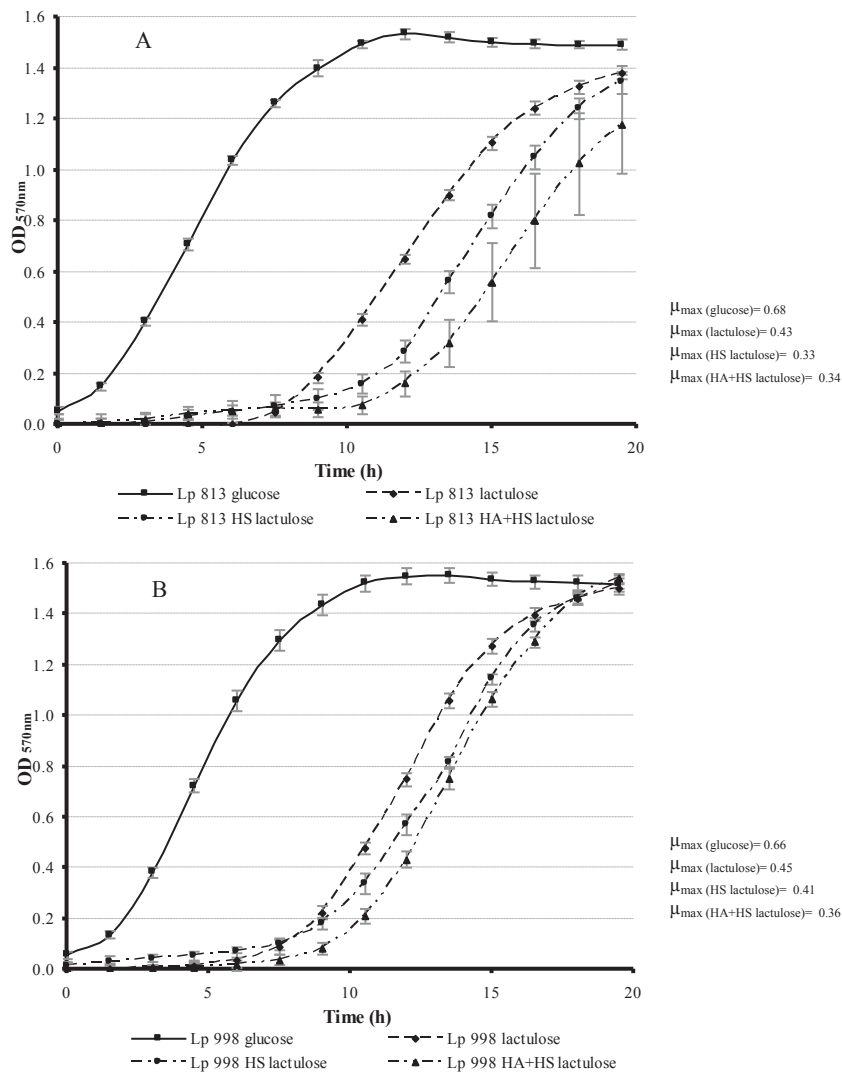 A
1.6
1.4
1.2
1.0
0.8
0.6
0.4
0.2
0.0
OD 570nm
0 5 10 15 20
Time (h)
μmax (glucose)= 0.68
μmax (lactulose)= 0.43
μmax (HS lactulose)= 0.33
μmax (HA+HS lactulose)= 0.34
Lp 813 glucose Lp 813 lactulose
Lp 813 HS lactulose Lp 813 HA+HS lactulose
B
1.6
1.4
1.2
1.0
0.8
0.6
0.4
0.2
0.0
OD 570nm
0 5 10 15 20
Time (h)
μmax (glucose)= 0.66
μmax (lactulose)= 0.45
μmax (HS lactulose)= 0.41
μmax (HA+HS lactulose)= 0.36
Lp 998 glucose Lp 998 lactulose
Lp 998 HS lactulose Lp 998 HA+HS lactulose